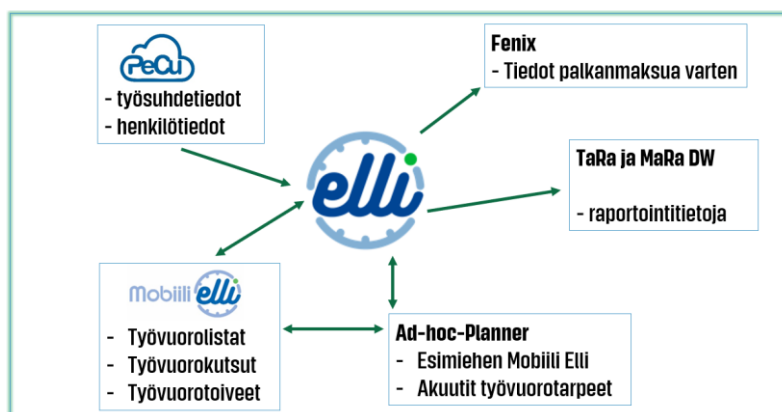 PeCu
- työsuhdetiedot
- henkilötiedot
Fenix
- Tiedot palkanmaksua varten
elli
TaRa ja MaRa DW
- raportointitietoja
Mobiili elli
- Työvuorolistat
- Työvuorokutsut
- Työvuorotoiveet
Ad-hoc-Planner
- Esimiehen Mobiili Elli
- Akuutit työvuorotarpeet